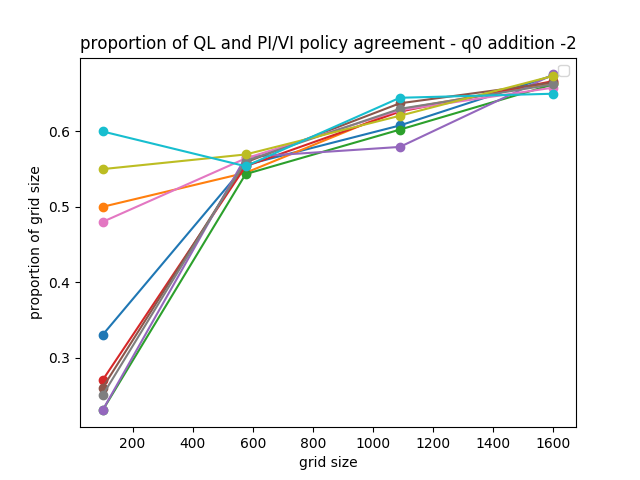 proportion of QL and PI/VI policy agreement - q0 addition -2
proportion of grid size
0.6
0.5
0.4
0.3
200 400 600 800 1000 1200 1400 1600
grid size